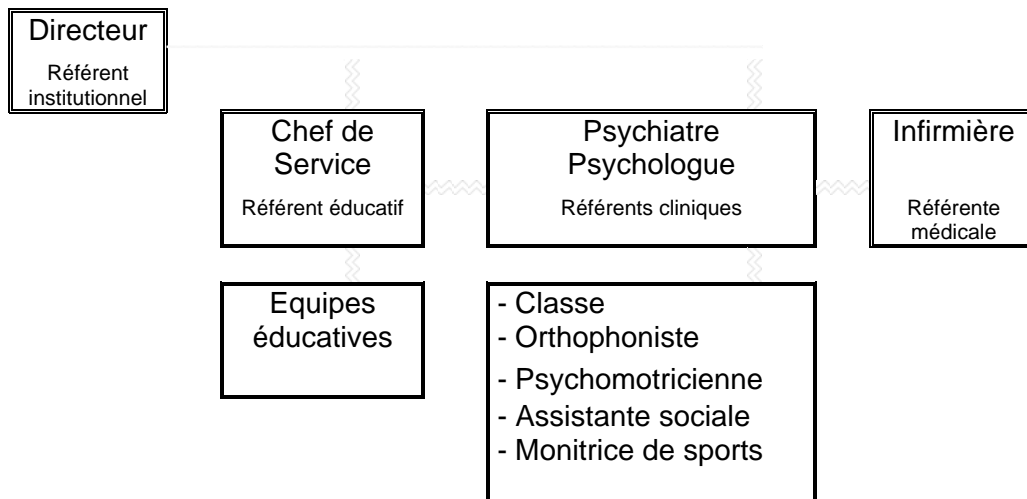 Directeur
Référent
institutionnel
Chef de
Service
Référent éducatif
Psychiatre
Psychologue
Référents cliniques
Infirmière
Référente
médicale
Equipes
éducatives
- Classe
- Orthophoniste
- Psychomotricienne
- Assistante sociale
- Monitrice de sports